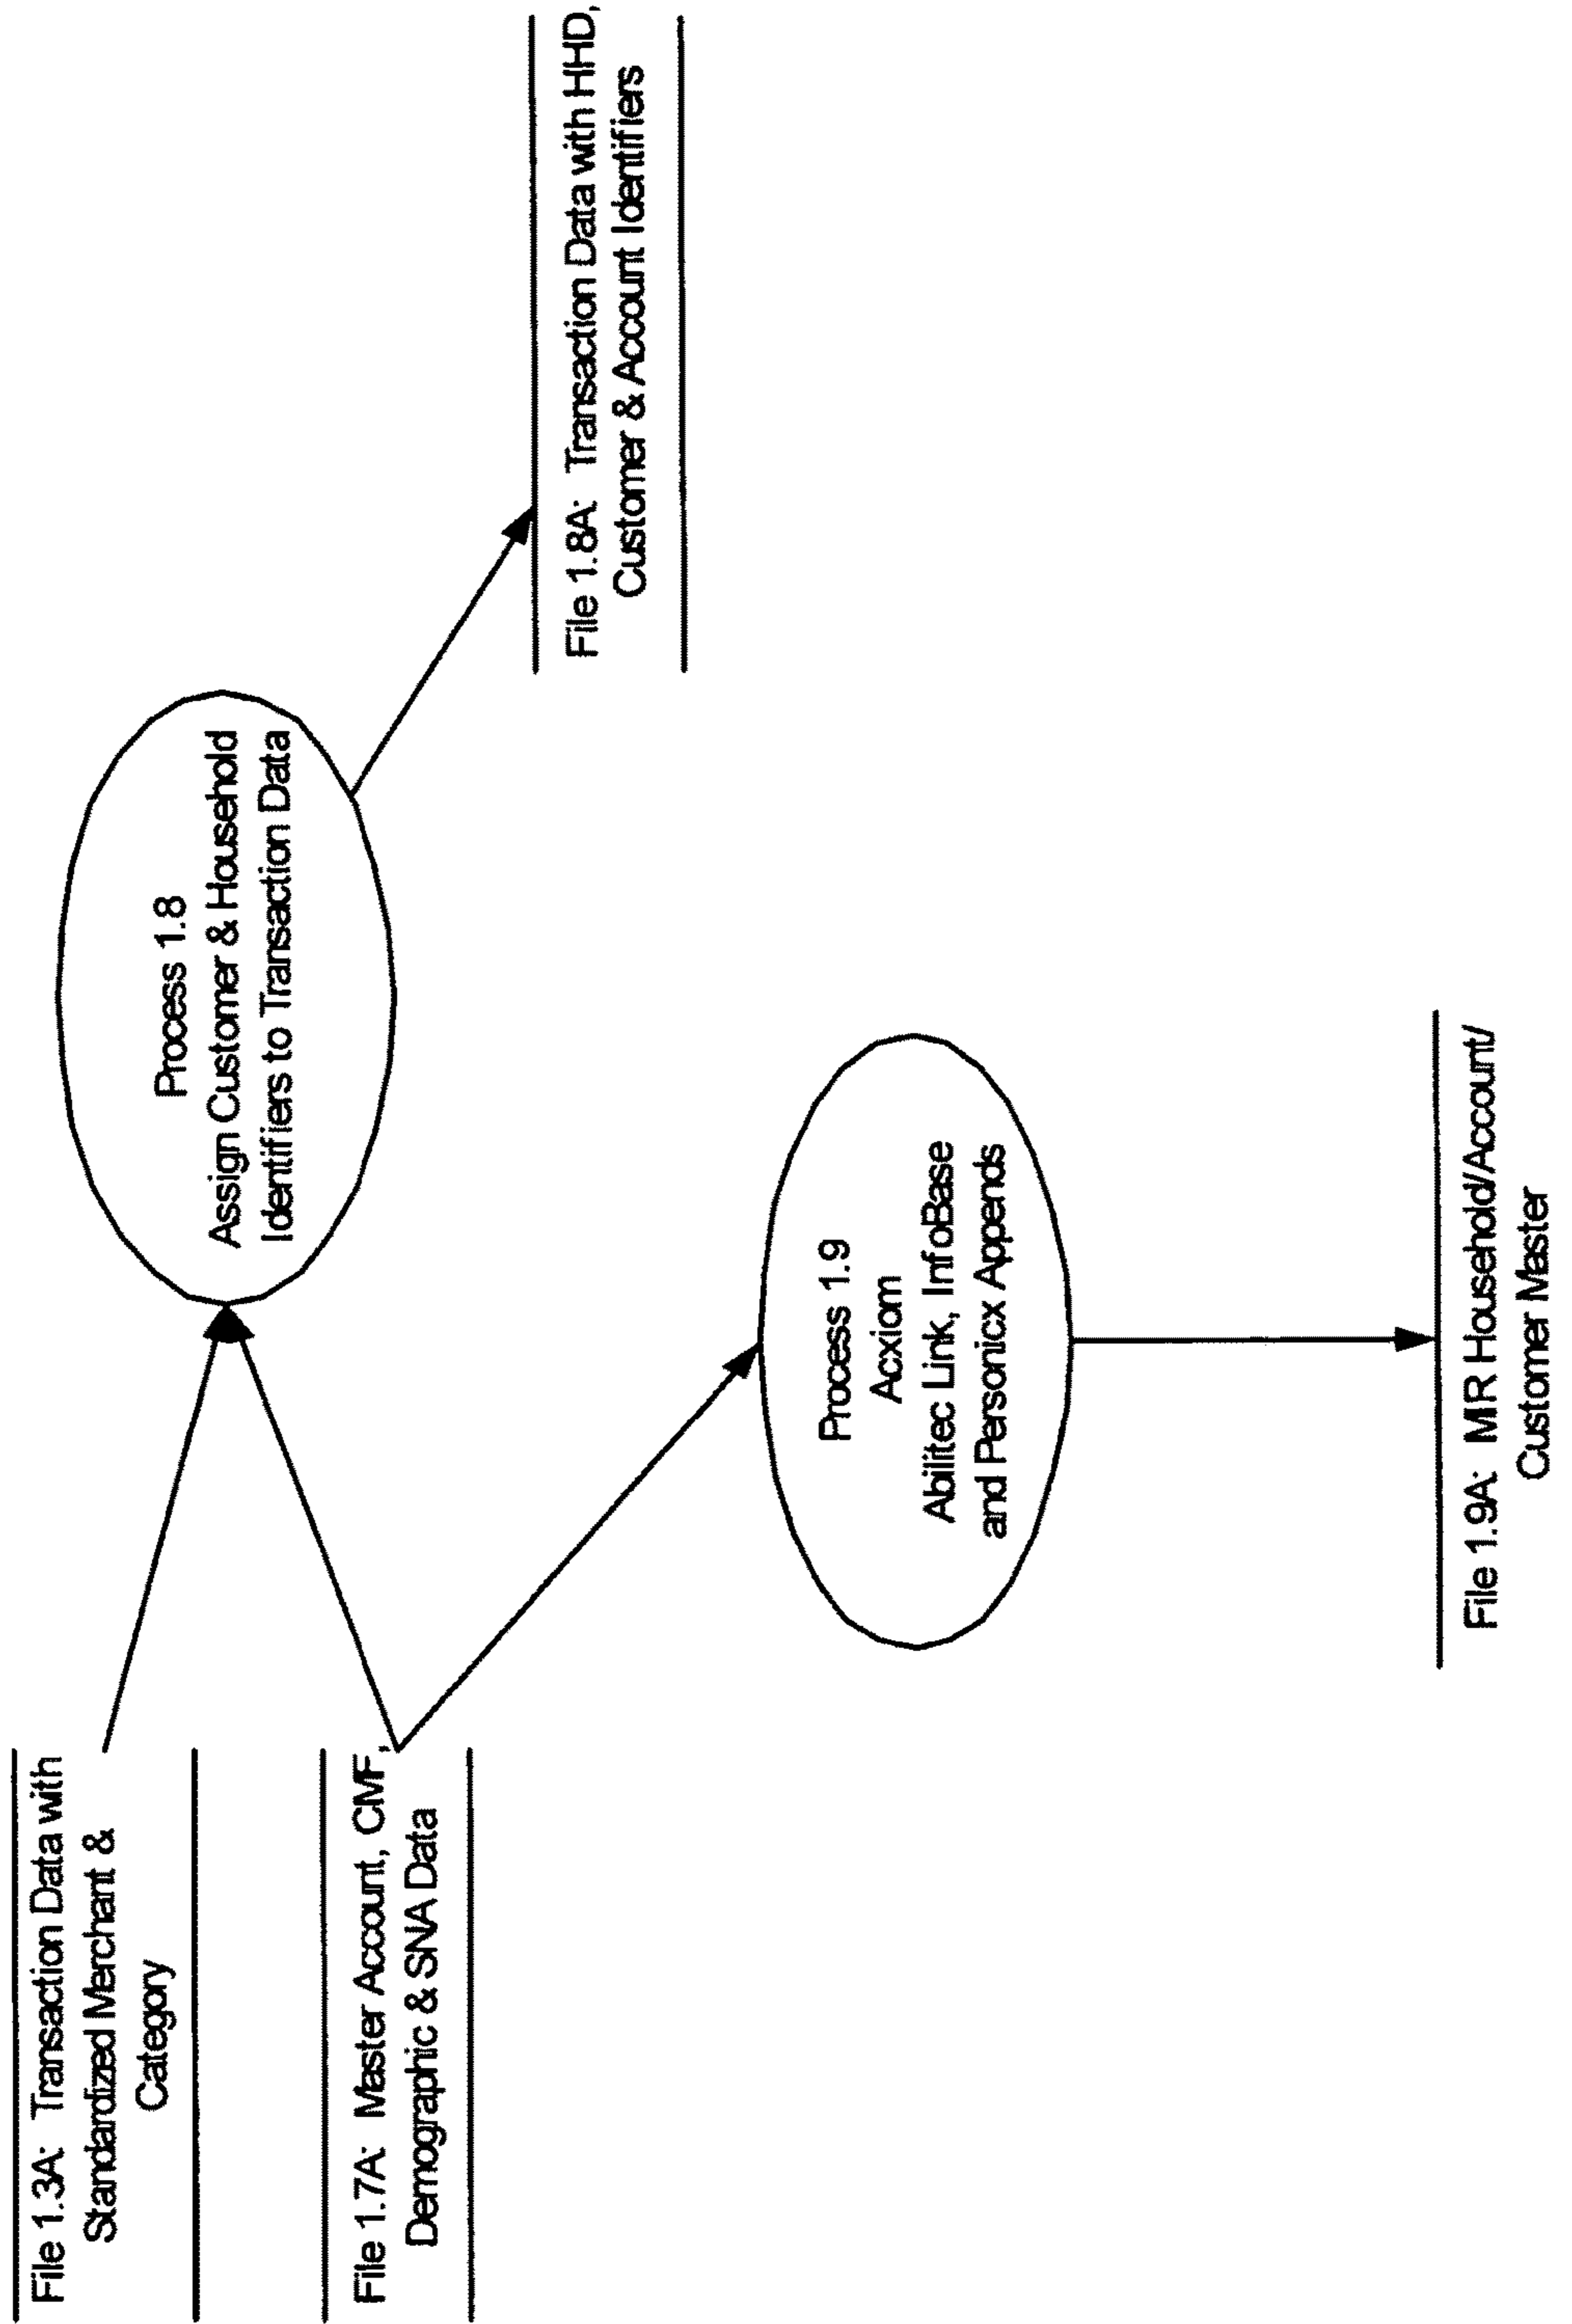 File 1.3A: Transaction Data with
Standardized Merchant &
Category
File 1.7A: Master Account, CMF,
Demographic & SNA Data
Process 1.8
Assign Customer & Household
Identifiers to Transaction Data
File 1.8A: Transaction Data with HHD,
Customer & Account Identifiers
Process 1.9
Acxiom
Abilitec Link, InfoBase
and Personicx Appends
File 1.9A: MIR Household/Account/
Customer Master